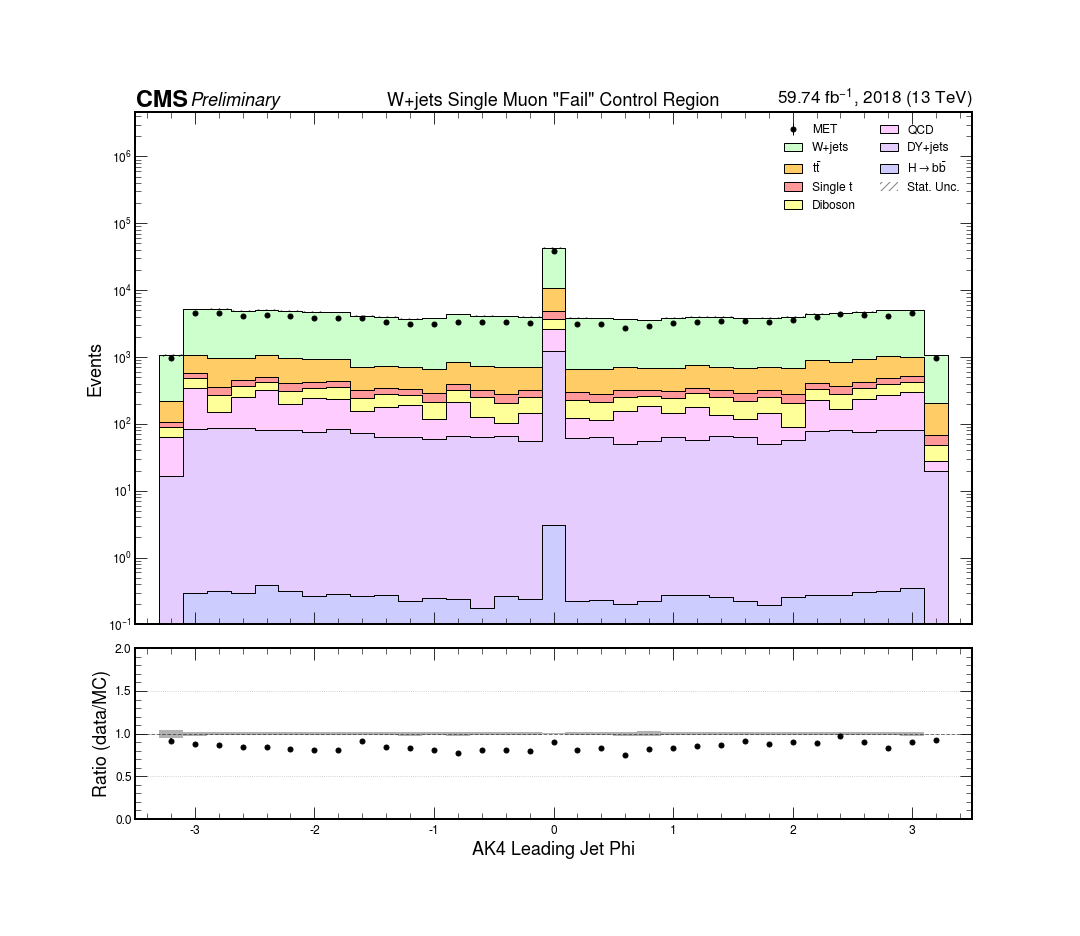 CMS Preliminary W+jets Single Muon "Fail" Control Region 59.74 fb⁻¹, 2018 (13 TeV)
MET QCD
W+jets DY+jets
tt̄ H→bb̄
Single t Stat. Unc.
Diboson
Events
10⁶
10⁵
10⁴
10³
10²
10¹
10⁰
10⁻¹
Ratio (data/MC)
2.0
1.5
1.0
0.5
0.0
-3 -2 -1 0 1 2 3
AK4 Leading Jet Phi